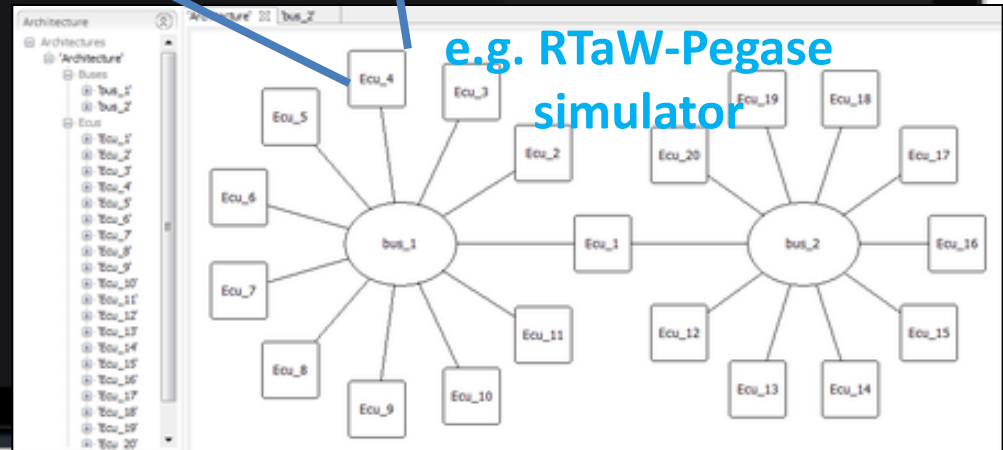 Architecture
'Architecture' 'bus_2'
Architectures
'Architecture'
Buses
'bus_1'
'bus_2'
Ecus
'Ecu_1'
'Ecu_2'
'Ecu_3'
'Ecu_4'
'Ecu_5'
'Ecu_6'
'Ecu_7'
'Ecu_8'
'Ecu_9'
'Ecu_10'
'Ecu_11'
'Ecu_12'
'Ecu_13'
'Ecu_14'
'Ecu_15'
'Ecu_16'
'Ecu_17'
'Ecu_18'
'Ecu_19'
'Ecu_20'
e.g. RTaW-Pegase
simulator
Ecu_4
Ecu_3
Ecu_5
Ecu_2
Ecu_6
bus_1
Ecu_1
Ecu_7
Ecu_11
Ecu_8
Ecu_9
Ecu_10
Ecu_19
Ecu_18
Ecu_20
Ecu_17
bus_2
Ecu_16
Ecu_12
Ecu_15
Ecu_13
Ecu_14